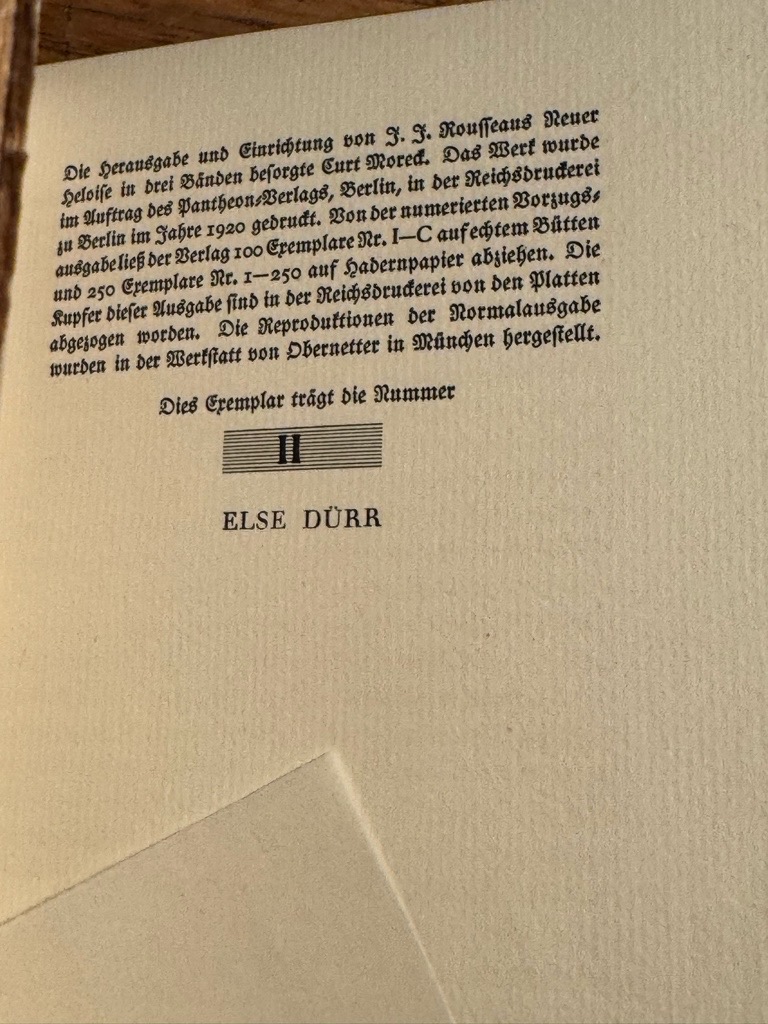 Die Herausgabe und Einrichtung von J. J. Rousseaus Neuer
Heloise in drei Bänden besorgte Curt Moreck. Das Werk wurde
im Auftrag des Pantheon-Verlags, Berlin, in der Reichsdruckerei
zu Berlin im Jahre 1920 gedruckt. Von der numerierten Vorzugs-
ausgabe ließ der Verlag 100 Exemplare Nr. I—C auf echtem Bütten
und 250 Exemplare Nr. 1—250 auf Hadernpapier abziehen. Die
Kupfer dieser Ausgabe sind in der Reichsdruckerei von den Platten
abgezogen worden. Die Reproduktionen der Normalausgabe
wurden in der Werkstatt von Obernetter in München hergestellt.
Dies Exemplar trägt die Nummer
II
ELSE DÜRR